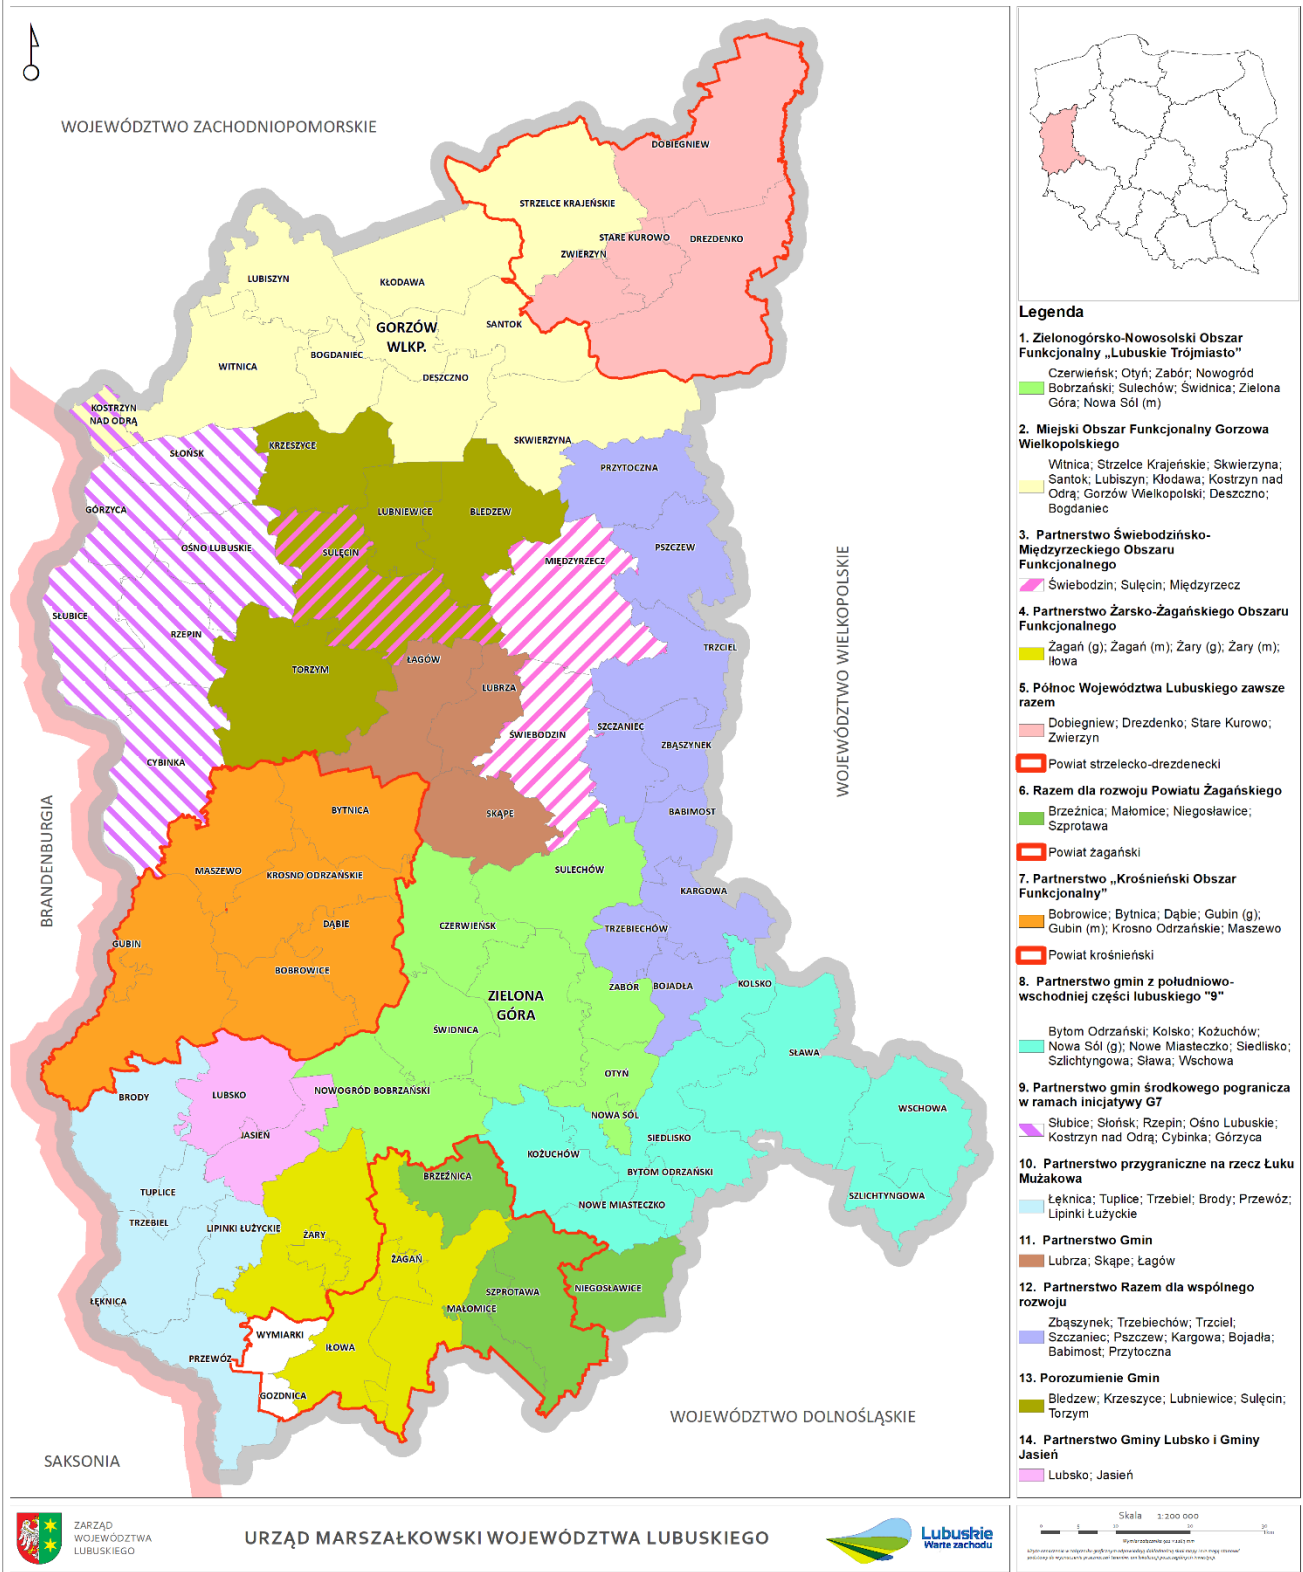 WOJEWÓDZTWO ZACHODNIOPOMORSKIE
DOBIEGNIEW
STRZELCE KRAJEŃSKIE
STARE KUROWO
DREZDENKO
ZWIERZYN
LUBISZYN
KŁODAWA
GORZÓW
WLKP.
SANTOK
BOGDANIEC
WITNICA
DESZCZNO
KOSTRZYN
NAD ODRĄ
SKWIERZYNA
KRZESZYCE
SŁOŃSK
PRZYTOCZNA
GÓRZYCA
LUBNIEWICE
BLEDZEW
OŚNO LUBUSKIE
SULĘCIN
MIĘDZYRZECZ
PSZCZEW
SŁUBICE
RZEPIN
TRZCIEL
TORZYM
ŁAGÓW
LUBRZA
SZCZANIEC
ŚWIEBODZIN
ZBĄSZYNEK
CYBINKA
BYTNICA
SKĄPE
BABIMOST
MASZEWO
KROSNO ODRZAŃSKIE
SULECHÓW
KARGOWA
DĄBIE
CZERWIEŃSK
TRZEBIECHÓW
GUBIN
BOBROWICE
ZIELONA
GÓRA
ZABÓR
BOJADŁA
KOLSKO
ŚWIDNICA
SŁAWA
OTYŃ
BRODY
LUBSKO
NOWOGRÓD BOBRZAŃSKI
NOWA SÓL
WSCHOWA
JASIEŃ
SIEDLISKO
KOŻUCHÓW
BYTOM ODRZAŃSKI
BRZEŹNICA
TUPLICE
NOWE MIASTECZKO
SZLICHTYNGOWA
TRZEBIEL
LIPINKI ŁUŻYCKIE
ŻARY
ŻAGAŃ
NIEGOSŁAWICE
SZPROTAWA
ŁĘKNICA
MAŁOMICE
WYMIARKI
IŁOWA
PRZEWÓZ
GOZDNICA
BRANDENBURGIA
WOJEWÓDZTWO WIELKOPOLSKIE
WOJEWÓDZTWO DOLNOŚLĄSKIE
SAKSONIA
Legenda
1. Zielonogórsko-Nowosolski Obszar
Funkcjonalny „Lubuskie Trójmiasto”
Czerwieńsk; Otyń; Zabór; Nowogród
Bobrzański; Sulechów; Świdnica; Zielona
Góra; Nowa Sól (m)
2. Miejski Obszar Funkcjonalny Gorzowa
Wielkopolskiego
Witnica; Strzelce Krajeńskie; Skwierzyna;
Santok; Lubiszyn; Kłodawa; Kostrzyn nad
Odrą; Gorzów Wielkopolski; Deszczno;
Bogdaniec
3. Partnerstwo Świebodzińsko-
Międzyrzeckiego Obszaru
Funkcjonalnego
Świebodzin; Sulęcin; Międzyrzecz
4. Partnerstwo Żarsko-Żagańskiego Obszaru
Funkcjonalnego
Żagań (g); Żagań (m); Żary (g); Żary (m);
Iłowa
5. Północ Województwa Lubuskiego zawsze
razem
Dobiegniew; Drezdenko; Stare Kurowo;
Zwierzyn
Powiat strzelecko-drezdenecki
6. Razem dla rozwoju Powiatu Żagańskiego
Brzeźnica; Małomice; Niegosławice;
Szprotawa
Powiat żagański
7. Partnerstwo „Krośnieński Obszar
Funkcjonalny”
Bobrowice; Bytnica; Dąbie; Gubin (g);
Gubin (m); Krosno Odrzańskie; Maszewo
Powiat krośnieński
8. Partnerstwo gmin z południowo-
wschodniej części lubuskiego "9"
Bytom Odrzański; Kolsko; Kożuchów;
Nowa Sól (g); Nowe Miasteczko; Siedlisko;
Szlichtyngowa; Sława; Wschowa
9. Partnerstwo gmin środkowego pogranicza
w ramach inicjatywy G7
Słubice; Słońsk; Rzepin; Ośno Lubuskie;
Kostrzyn nad Odrą; Cybinka; Górzyca
10. Partnerstwo przygraniczne na rzecz Łuku
Mużakowa
Łęknica; Tuplice; Trzebiel; Brody; Przewóz;
Lipinki Łużyckie
11. Partnerstwo Gmin
Lubrza; Skąpe; Łagów
12. Partnerstwo Razem dla wspólnego
rozwoju
Zbąszynek; Trzebiechów; Trzciel;
Szczaniec; Pszczew; Kargowa; Bojadła;
Babimost; Przytoczna
13. Porozumienie Gmin
Bledzew; Krzeszyce; Lubniewice; Sulęcin;
Torzym
14. Partnerstwo Gminy Lubsko i Gminy
Jasień
Lubsko; Jasień
ZARZĄD
WOJEWÓDZTWA
LUBUSKIEGO
URZĄD MARSZAŁKOWSKI WOJEWÓDZTWA LUBUSKIEGO
Lubuskie
Warte zachodu
Skala 1:200 000